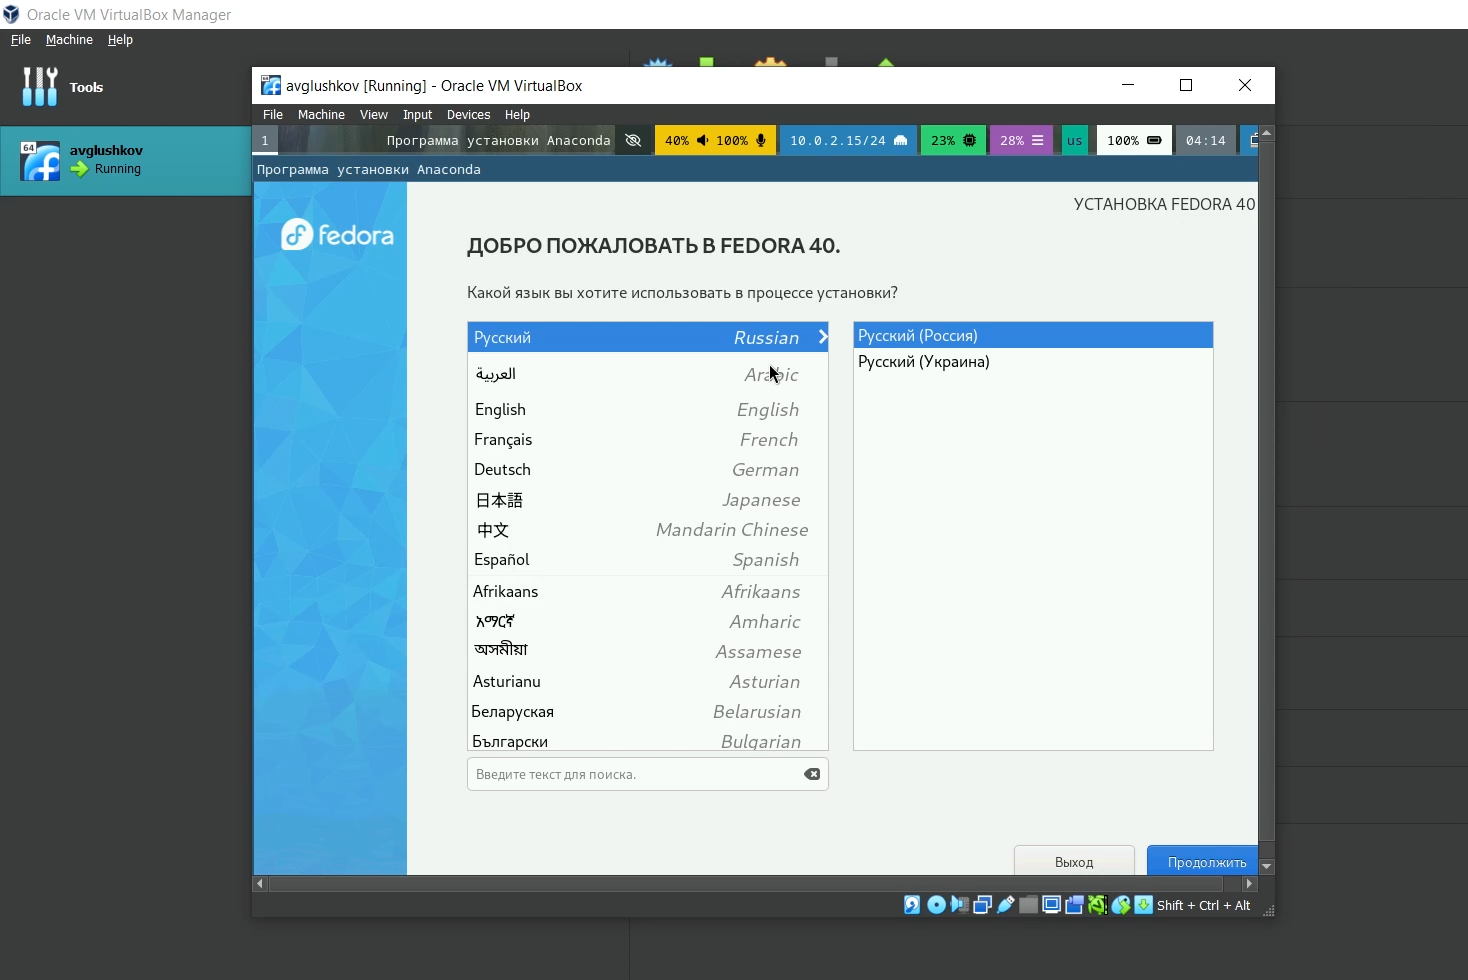 Oracle VM VirtualBox Manager
File Machine Help
Tools
64
avglushkov
Running
avglushkov [Running] - Oracle VM VirtualBox
File Machine View Input Devices Help
1 Программа установки Anaconda 40% 100% 10.0.2.15/24 23% 28% us 100% 04:14
Программа установки Anaconda
fedora
УСТАНОВКА FEDORA 40
ДОБРО ПОЖАЛОВАТЬ В FEDORA 40.
Какой язык вы хотите использовать в процессе установки?
Русский Russian
العربية Arabic
English English
Français French
Deutsch German
日本語 Japanese
中文 Mandarin Chinese
Español Spanish
Afrikaans Afrikaans
አማርኛ Amharic
অসমীয়া Assamese
Asturianu Asturian
Беларуская Belarusian
Български Bulgarian
Русский (Россия)
Русский (Украина)
Введите текст для поиска.
Выход Продолжить
Shift + Ctrl + Alt